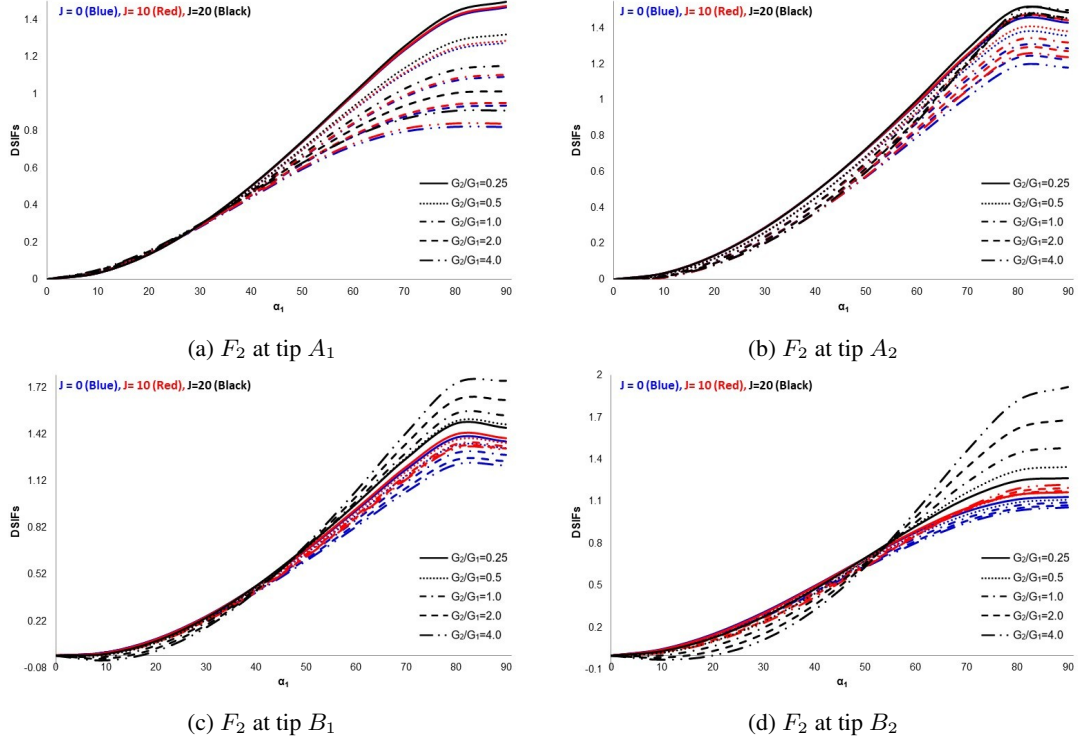 J = 0 (Blue), J= 10 (Red), J=20 (Black)
1.4
1.2
1
0.8
0.6
0.4
0.2
0
DSIFs
G2/G1=0.25
G2/G1=0.5
G2/G1=1.0
G2/G1=2.0
G2/G1=4.0
0 10 20 30 40 50 60 70 80 90
α1
(a) F2 at tip A1
J = 0 (Blue), J= 10 (Red), J=20 (Black)
1.4
1.2
1
0.8
0.6
0.4
0.2
0
DSIFs
G2/G1=0.25
G2/G1=0.5
G2/G1=1.0
G2/G1=2.0
G2/G1=4.0
0 10 20 30 40 50 60 70 80 90
α1
(b) F2 at tip A2
J = 0 (Blue), J= 10 (Red), J=20 (Black)
1.72
1.42
1.12
0.82
0.52
0.22
-0.08
DSIFs
G2/G1=0.25
G2/G1=0.5
G2/G1=1.0
G2/G1=2.0
G2/G1=4.0
0 10 20 30 40 50 60 70 80 90
α1
(c) F2 at tip B1
J = 0 (Blue), J= 10 (Red), J=20 (Black)
2
1.7
1.4
1.1
0.8
0.5
0.2
-0.1
DSIFs
G2/G1=0.25
G2/G1=0.5
G2/G1=1.0
G2/G1=2.0
G2/G1=4.0
0 10 20 30 40 50 60 70 80 90
α1
(d) F2 at tip B2